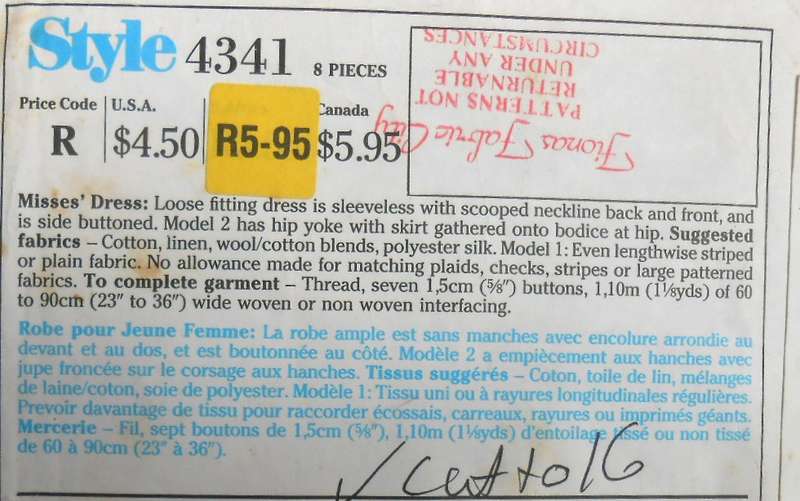 Style 4341 8 PIECES
Price Code U.S.A. Canada
R $4.50 R5-95 $5.95
Fionas Fabric City
PATTERNS NOT
RETURNABLE
UNDER ANY
CIRCUMSTANCES
Misses' Dress: Loose fitting dress is sleeveless with scooped neckline back and front, and
is side buttoned. Model 2 has hip yoke with skirt gathered onto bodice at hip. Suggested
fabrics – Cotton, linen, wool/cotton blends, polyester silk. Model 1: Even lengthwise striped
or plain fabric. No allowance made for matching plaids, checks, stripes or large patterned
fabrics. To complete garment – Thread, seven 1,5cm (⅝″) buttons, 1,10m (1⅛yds) of 60
to 90cm (23″ to 36″) wide woven or non woven interfacing.
Robe pour Jeune Femme: La robe ample est sans manches avec encolure arrondie au
devant et au dos, et est boutonnée au côté. Modèle 2 a empiècement aux hanches avec
jupe froncée sur le corsage aux hanches. Tissus suggérés – Coton, toile de lin, mélanges
de laine/coton, soie de polyester. Modèle 1: Tissu uni ou à rayures longitudinales régulières.
Prevoir davantage de tissu pour raccorder écossais, carreaux, rayures ou imprimés géants.
Mercerie – Fil, sept boutons de 1,5cm (⅝″), 1,10m (1⅛yds) d'entoilage tissé ou non tissé
de 60 à 90cm (23″ à 36″).
✓ cut to 16